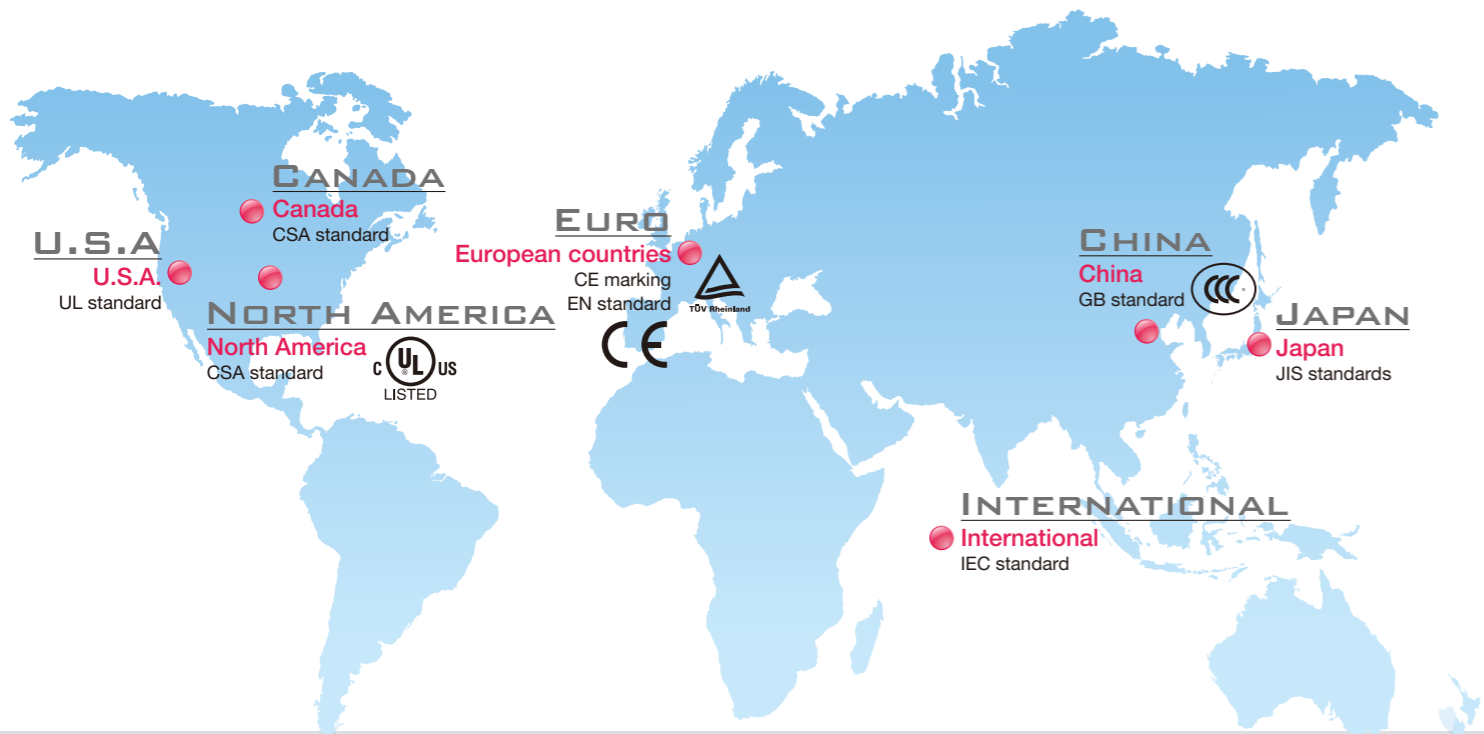 CANADA
Canada
CSA standard
U.S.A
U.S.A.
UL standard
NORTH AMERICA
North America
CSA standard
C UL ® US
LISTED
EURO
European countries
CE marking
EN standard
CE
TÜV Rheinland
CHINA
China
GB standard
CCC
JAPAN
Japan
JIS standards
INTERNATIONAL
International
IEC standard